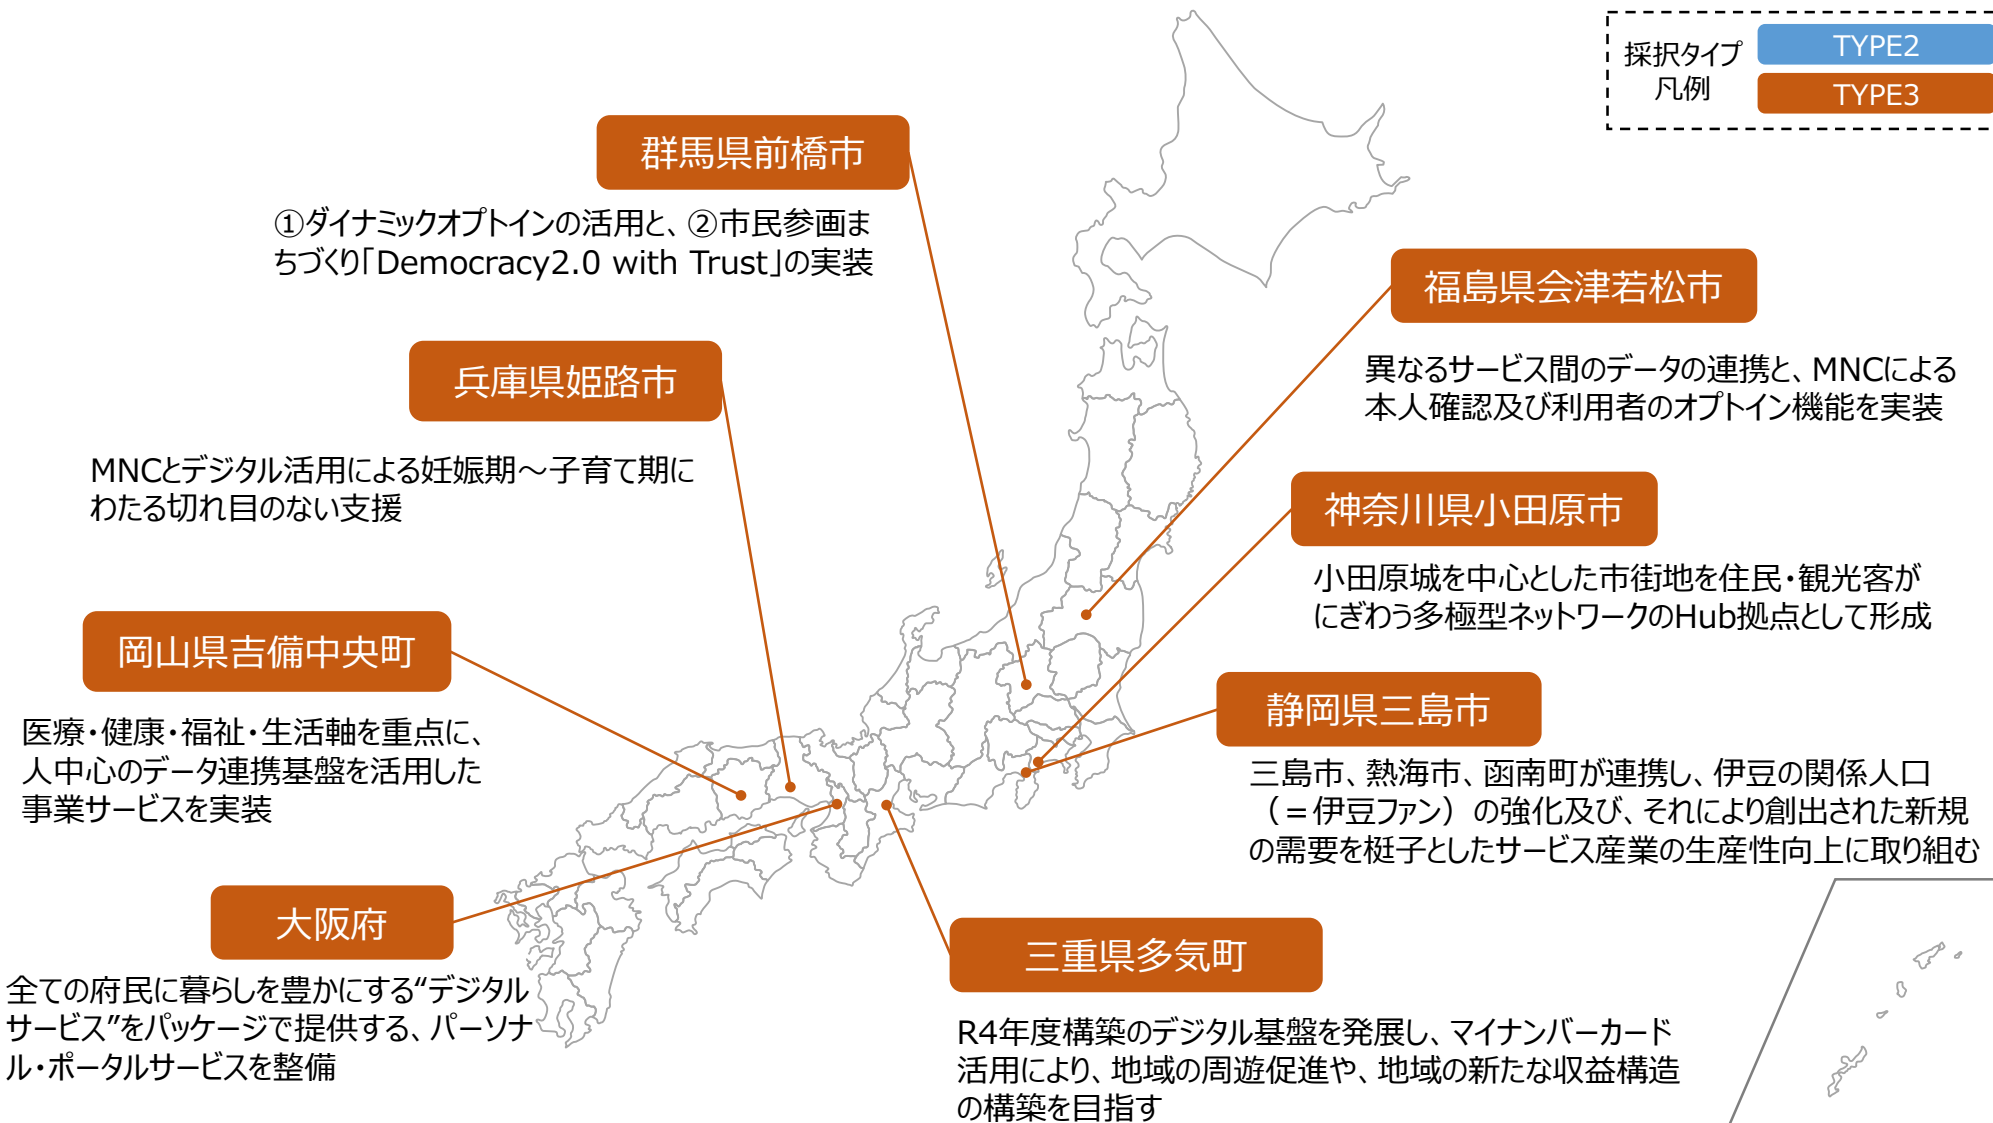 採択タイプ
凡例
TYPE2
TYPE3
群馬県前橋市
①ダイナミックオプトインの活用と、②市民参画ま
ちづくり「Democracy2.0 with Trust」の実装
福島県会津若松市
異なるサービス間のデータの連携と、MNCによる
本人確認及び利用者のオプトイン機能を実装
兵庫県姫路市
MNCとデジタル活用による妊娠期～子育て期に
わたる切れ目のない支援
神奈川県小田原市
小田原城を中心とした市街地を住民・観光客が
にぎわう多極型ネットワークのHub拠点として形成
岡山県吉備中央町
医療・健康・福祉・生活軸を重点に、
人中心のデータ連携基盤を活用した
事業サービスを実装
静岡県三島市
三島市、熱海市、函南町が連携し、伊豆の関係人口
（＝伊豆ファン）の強化及び、それにより創出された新規
の需要を梃子としたサービス産業の生産性向上に取り組む
大阪府
全ての府民に暮らしを豊かにする“デジタル
サービス”をパッケージで提供する、パーソナ
ル・ポータルサービスを整備
三重県多気町
R4年度構築のデジタル基盤を発展し、マイナンバーカード
活用により、地域の周遊促進や、地域の新たな収益構造
の構築を目指す